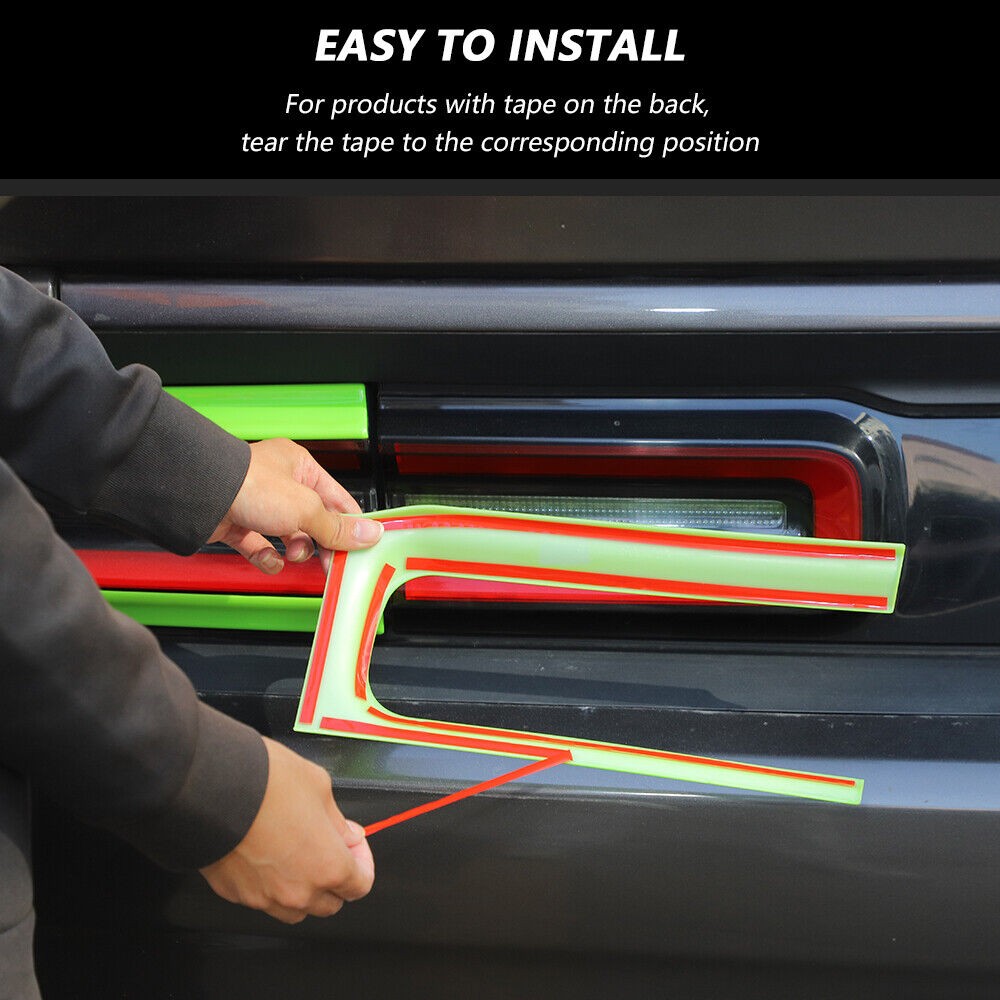 EASY TO INSTALL
For products with tape on the back,
tear the tape to the corresponding position